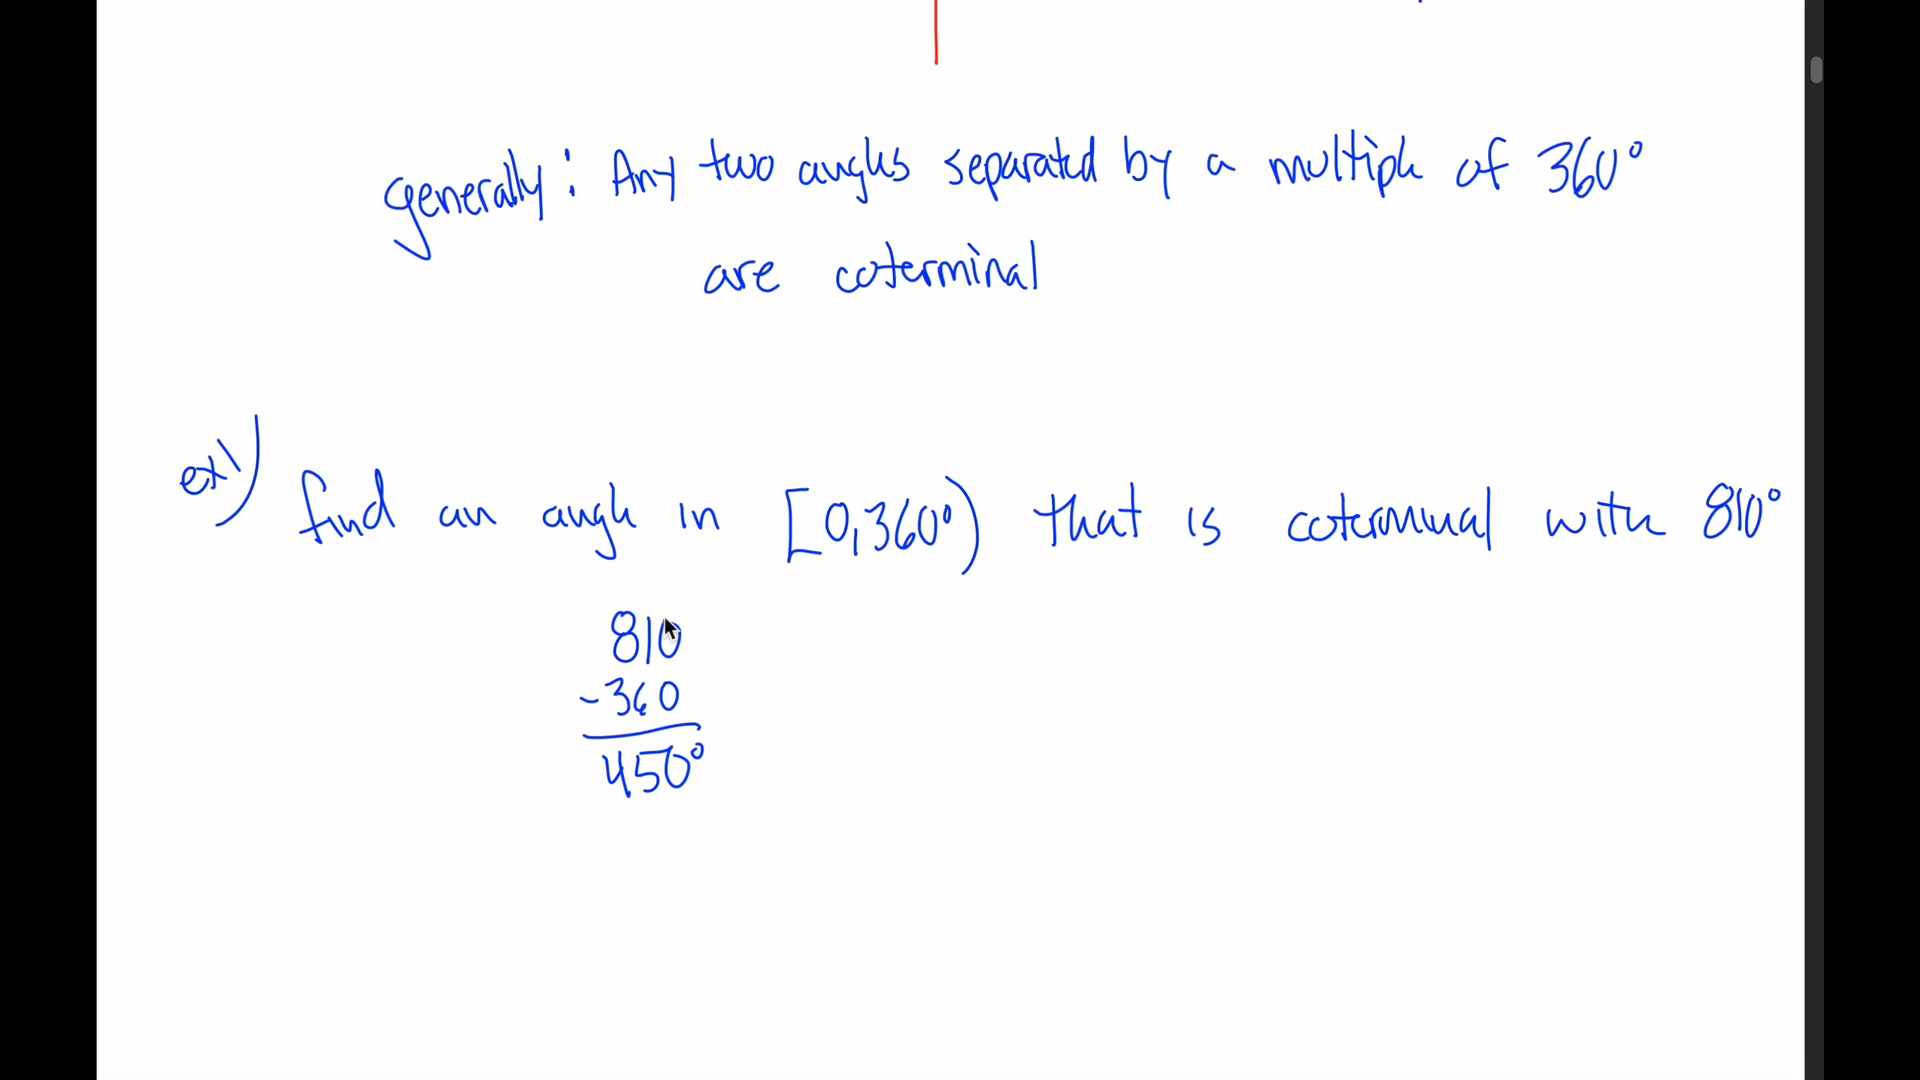 generally: Any two angles separated by a multiple of 360°
are coterminal
ex1) find an angle in [0,360°) that is coterminal with 810°
810
-360
450°